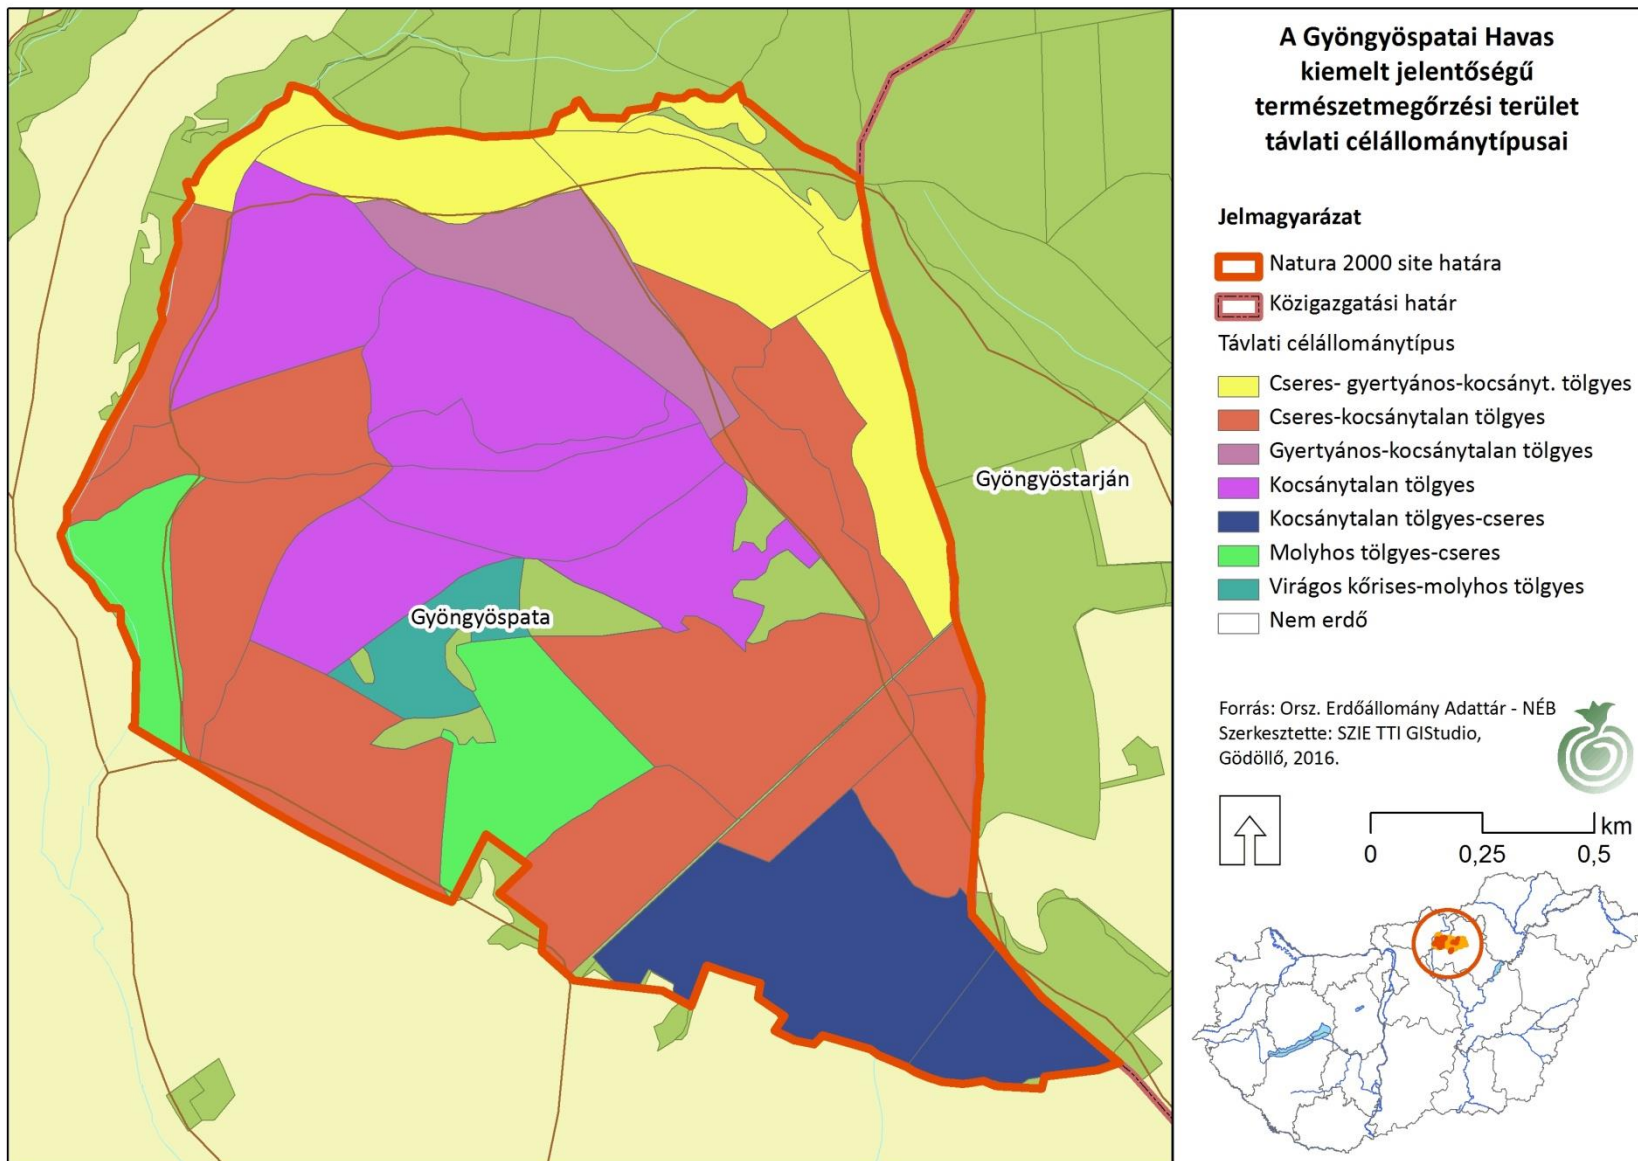 A Gyöngyöspatai Havas
kiemelt jelentőségű
természetmegőrzési terület
távlati célállománytípusai
Jelmagyarázat
Natura 2000 site határa
Közigazgatási határ
Távlati célállománytípus
Cseres- gyertyános-kocsányt. tölgyes
Cseres-kocsánytalan tölgyes
Gyertyános-kocsánytalan tölgyes
Kocsánytalan tölgyes
Kocsánytalan tölgyes-cseres
Molyhos tölgyes-cseres
Virágos kőrises-molyhos tölgyes
Nem erdő
Gyöngyöstarján
Gyöngyöspata
Forrás: Orsz. Erdőállomány Adattár - NÉB
Szerkesztette: SZIE TTI GIStudio,
Gödöllő, 2016.
km
0 0,25 0,5